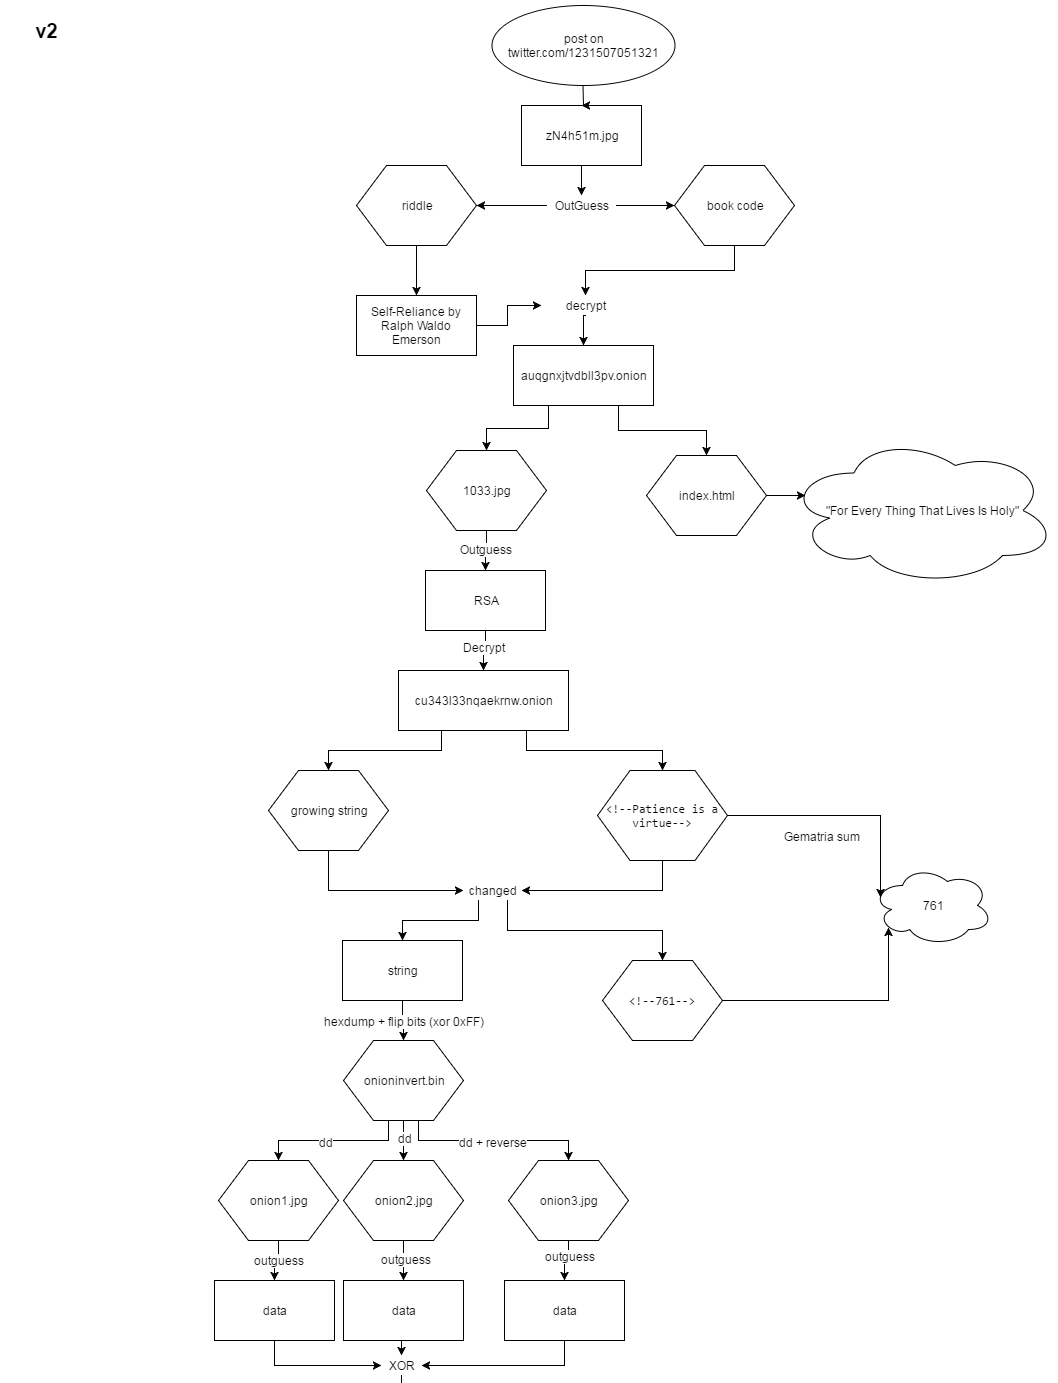 v2
post on
twitter.com/1231507051321
zN4h51m.jpg
riddle
OutGuess
book code
Self-Reliance by
Ralph Waldo
Emerson
decrypt
auqgnxjtvdbll3pv.onion
1033.jpg
index.html
"For Every Thing That Lives Is Holy"
Outguess
RSA
Decrypt
cu343l33nqaekrnw.onion
growing string
<!--Patience is a
virtue-->
Gematria sum
changed
761
string
<!--761-->
hexdump + flip bits (xor 0xFF)
onioninvert.bin
dd
dd
dd + reverse
onion1.jpg
onion2.jpg
onion3.jpg
outguess
outguess
outguess
data
data
data
XOR